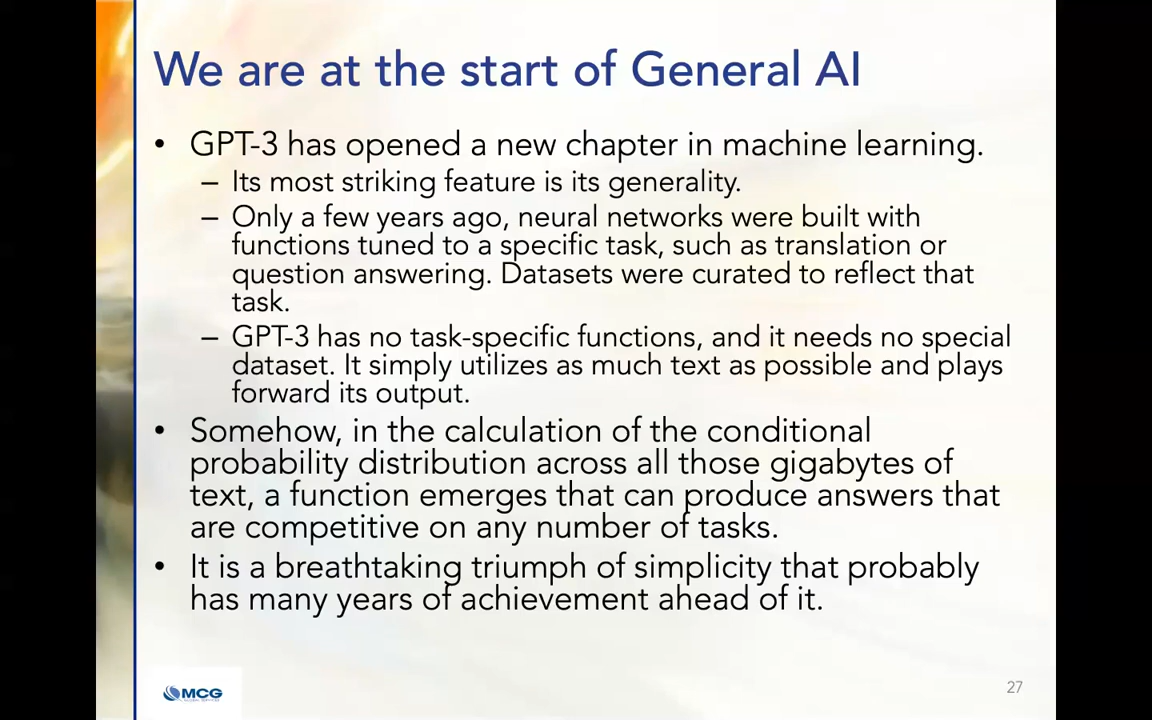 We are at the start of General AI
• GPT-3 has opened a new chapter in machine learning.
– Its most striking feature is its generality.
– Only a few years ago, neural networks were built with
functions tuned to a specific task, such as translation or
question answering. Datasets were curated to reflect that
task.
– GPT-3 has no task-specific functions, and it needs no special
dataset. It simply utilizes as much text as possible and plays
forward its output.
• Somehow, in the calculation of the conditional
probability distribution across all those gigabytes of
text, a function emerges that can produce answers that
are competitive on any number of tasks.
• It is a breathtaking triumph of simplicity that probably
has many years of achievement ahead of it.
MCG
27